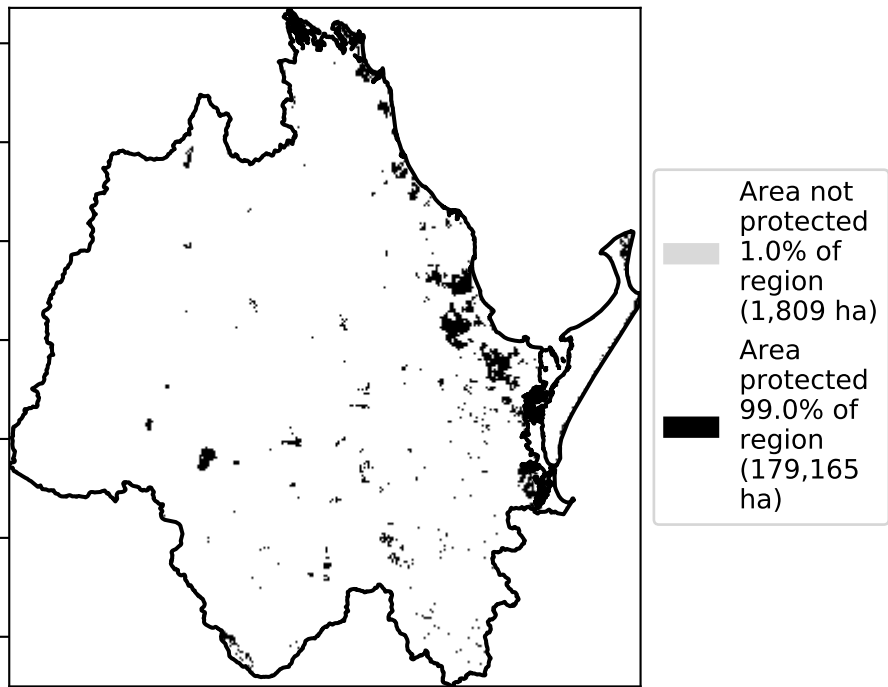 Area not
protected
1.0% of
region
(1,809 ha)
Area
protected
99.0% of
region
(179,165
ha)